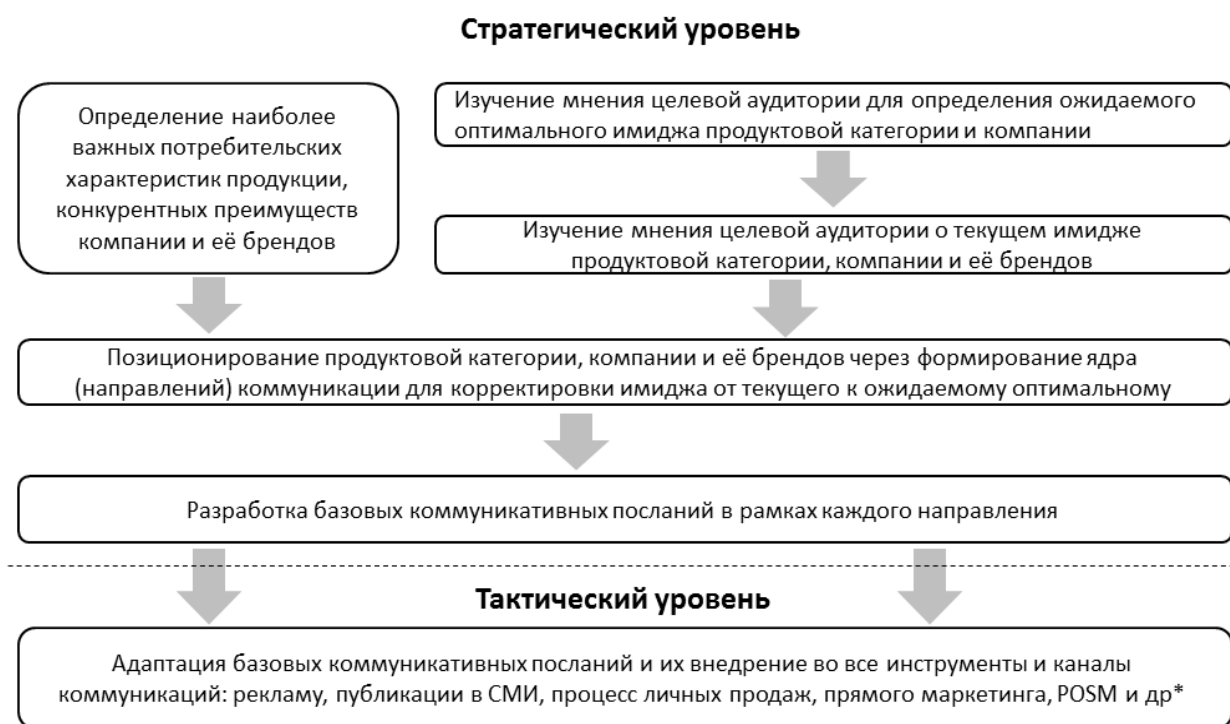 Стратегический уровень
Определение наиболее
важных потребительских
характеристик продукции,
конкурентных преимуществ
компании и её брендов
Изучение мнения целевой аудитории для определения ожидаемого
оптимального имиджа продуктовой категории и компании
Изучение мнения целевой аудитории о текущем имидже
продуктовой категории, компании и её брендов
Позиционирование продуктовой категории, компании и её брендов через формирование ядра
(направлений) коммуникации для корректировки имиджа от текущего к ожидаемому оптимальному
Разработка базовых коммуникативных посланий в рамках каждого направления
Тактический уровень
Адаптация базовых коммуникативных посланий и их внедрение во все инструменты и каналы
коммуникаций: рекламу, публикации в СМИ, процесс личных продаж, прямого маркетинга, POSM и др*